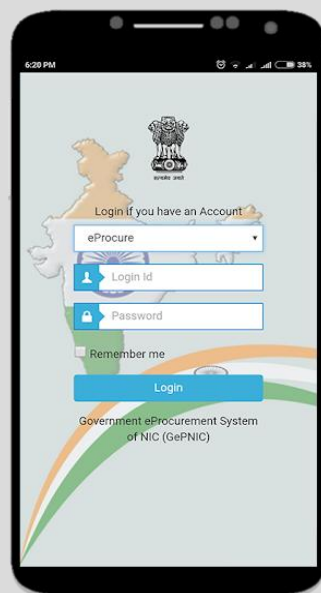 6:20 PM
38%
सत्यमेव जयते
Login if you have an Account
eProcure
Login Id
Password
Remember me
Login
Government eProcurement System
of NIC (GePNIC)